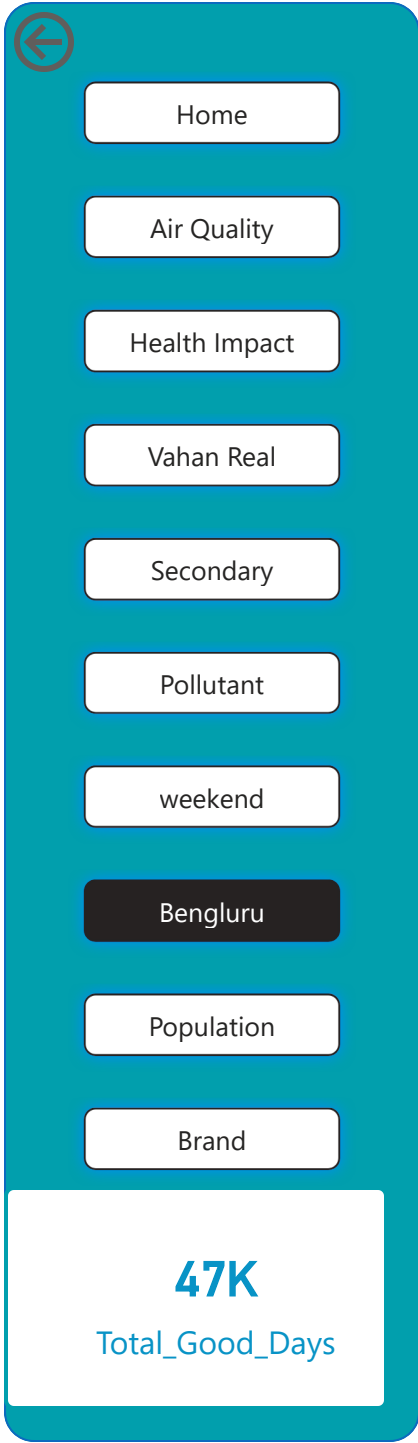 Home
Air Quality
Health Impact
Vahan Real
Secondary
Pollutant
weekend
Bengluru
Population
Brand
47K
Total_Good_Days